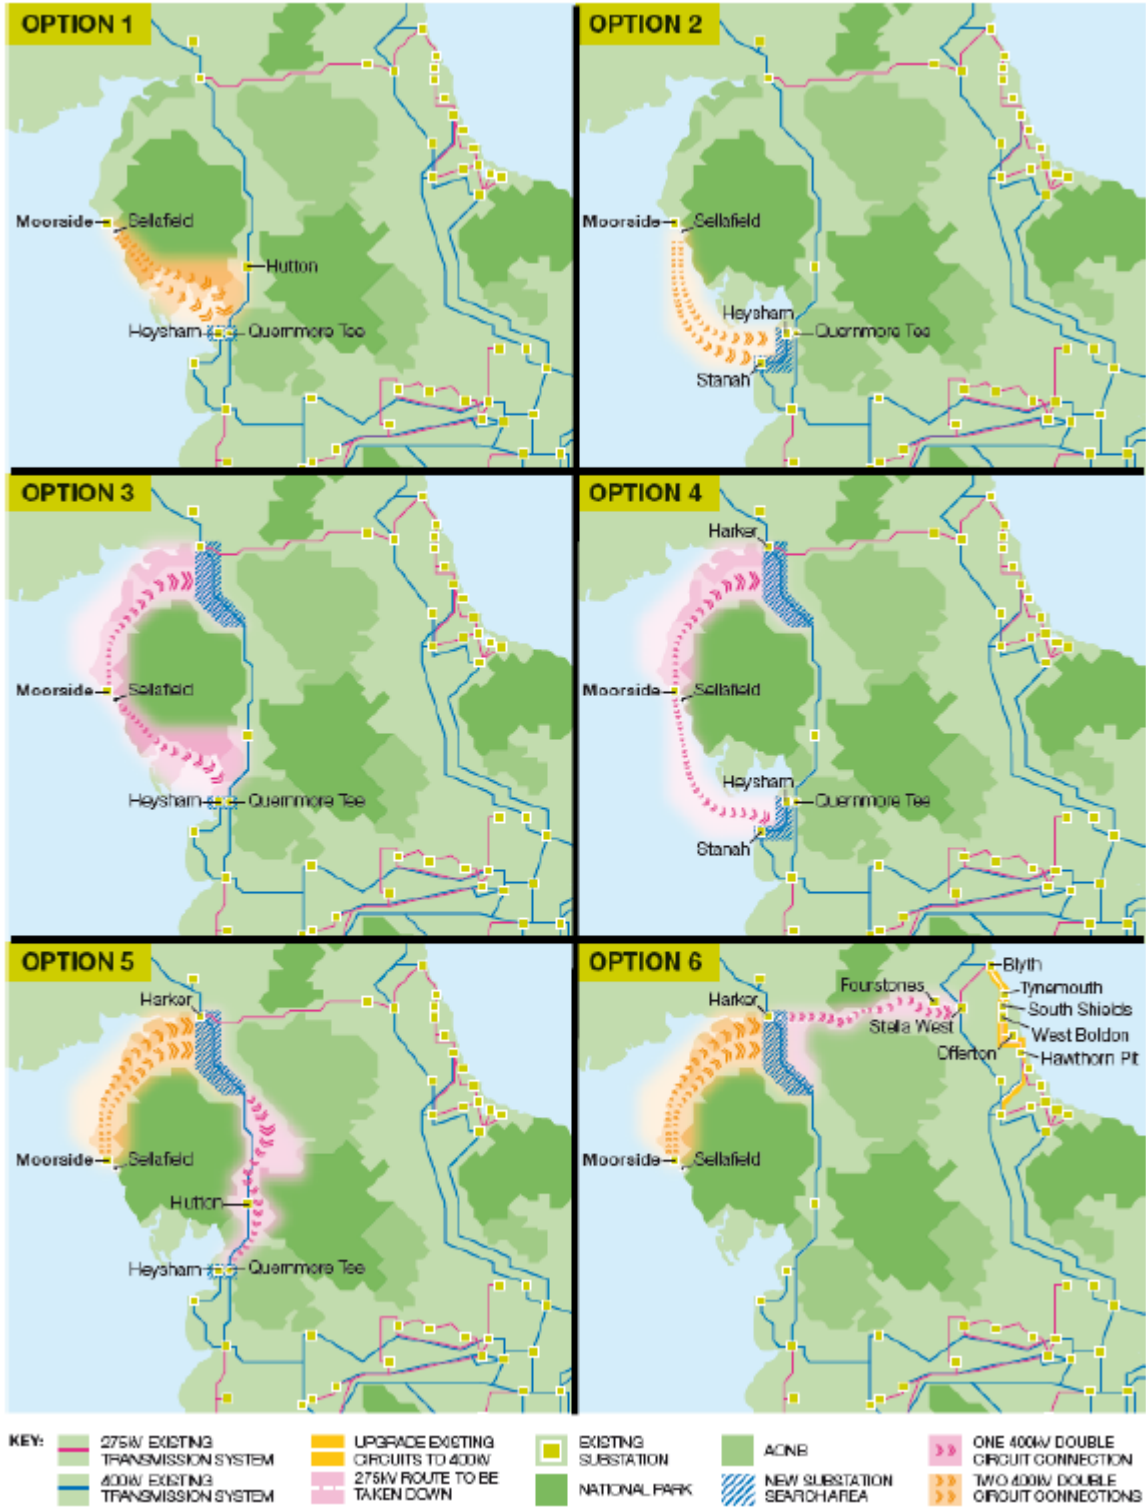 OPTION 1
Moorside
Sellafield
Hutton
Heysham
Quernmore Tee
OPTION 2
Moorside
Sellafield
Heysham
Quernmore Tee
Stanah
OPTION 3
Moorside
Sellafield
Heysham
Quernmore Tee
OPTION 4
Harker
Moorside
Sellafield
Heysham
Quernmore Tee
Stanah
OPTION 5
Harker
Moorside
Sellafield
Hutton
Heysham
Quernmore Tee
OPTION 6
Blyth
Fourstones
Tynemouth
Harker
South Shields
Stella West
West Boldon
Offerton
Hawthorn Pit
Moorside
Sellafield
KEY:
275kV EXISTING
TRANSMISSION SYSTEM
400kV EXISTING
TRANSMISSION SYSTEM
UPGRADE EXISTING
CIRCUITS TO 400kV
275kV ROUTE TO BE
TAKEN DOWN
EXISTING
SUBSTATION
NATIONAL PARK
AONB
NEW SUBSTATION
SEARCH AREA
ONE 400kV DOUBLE
CIRCUIT CONNECTION
TWO 400kV DOUBLE
CIRCUIT CONNECTIONS